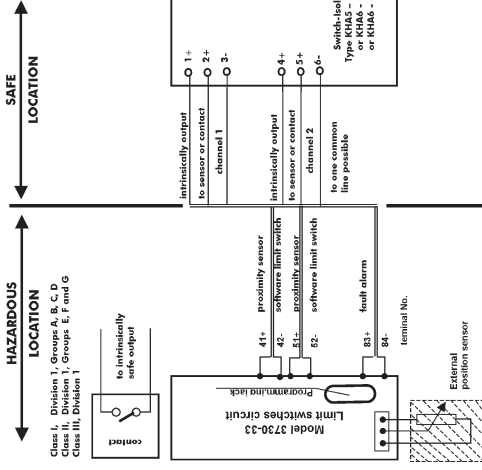 SAFE
LOCATION
HAZARDOUS
LOCATION
Class I, Division 1, Groups A, B, C, D
Class II, Division 1, Groups E, F and G
Class III, Division 1
Switch-Isol
Type KHA5 –
or KHA6 -
or KHA6 -
1+
2+
3-
4+
5+
6-
intrinsically output
to sensor or contact
channel 1
intrinsically output
to sensor or contact
channel 2
to one common
line possible
proximity sensor
software limit switch
proximity sensor
software limit switch
fault alarm
41+
42-
51+
52-
83+
84-
teminal No.
to intrinsically
safe output
contact
Programming jack
Limit switches circuit
Model 3730-33
External
position sensor